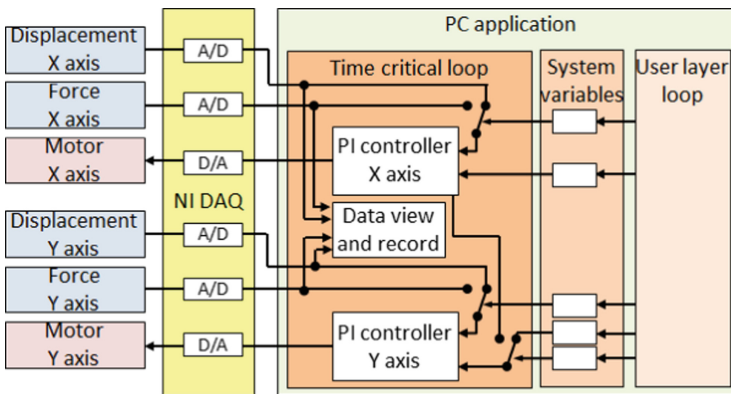 PC application
Displacement
X axis
A/D
Time critical loop
System
variables
User layer
loop
Force
X axis
A/D
Motor
X axis
D/A
PI controller
X axis
NI DAQ
Displacement
Y axis
A/D
Data view
and record
Force
Y axis
A/D
Motor
Y axis
D/A
PI controller
Y axis